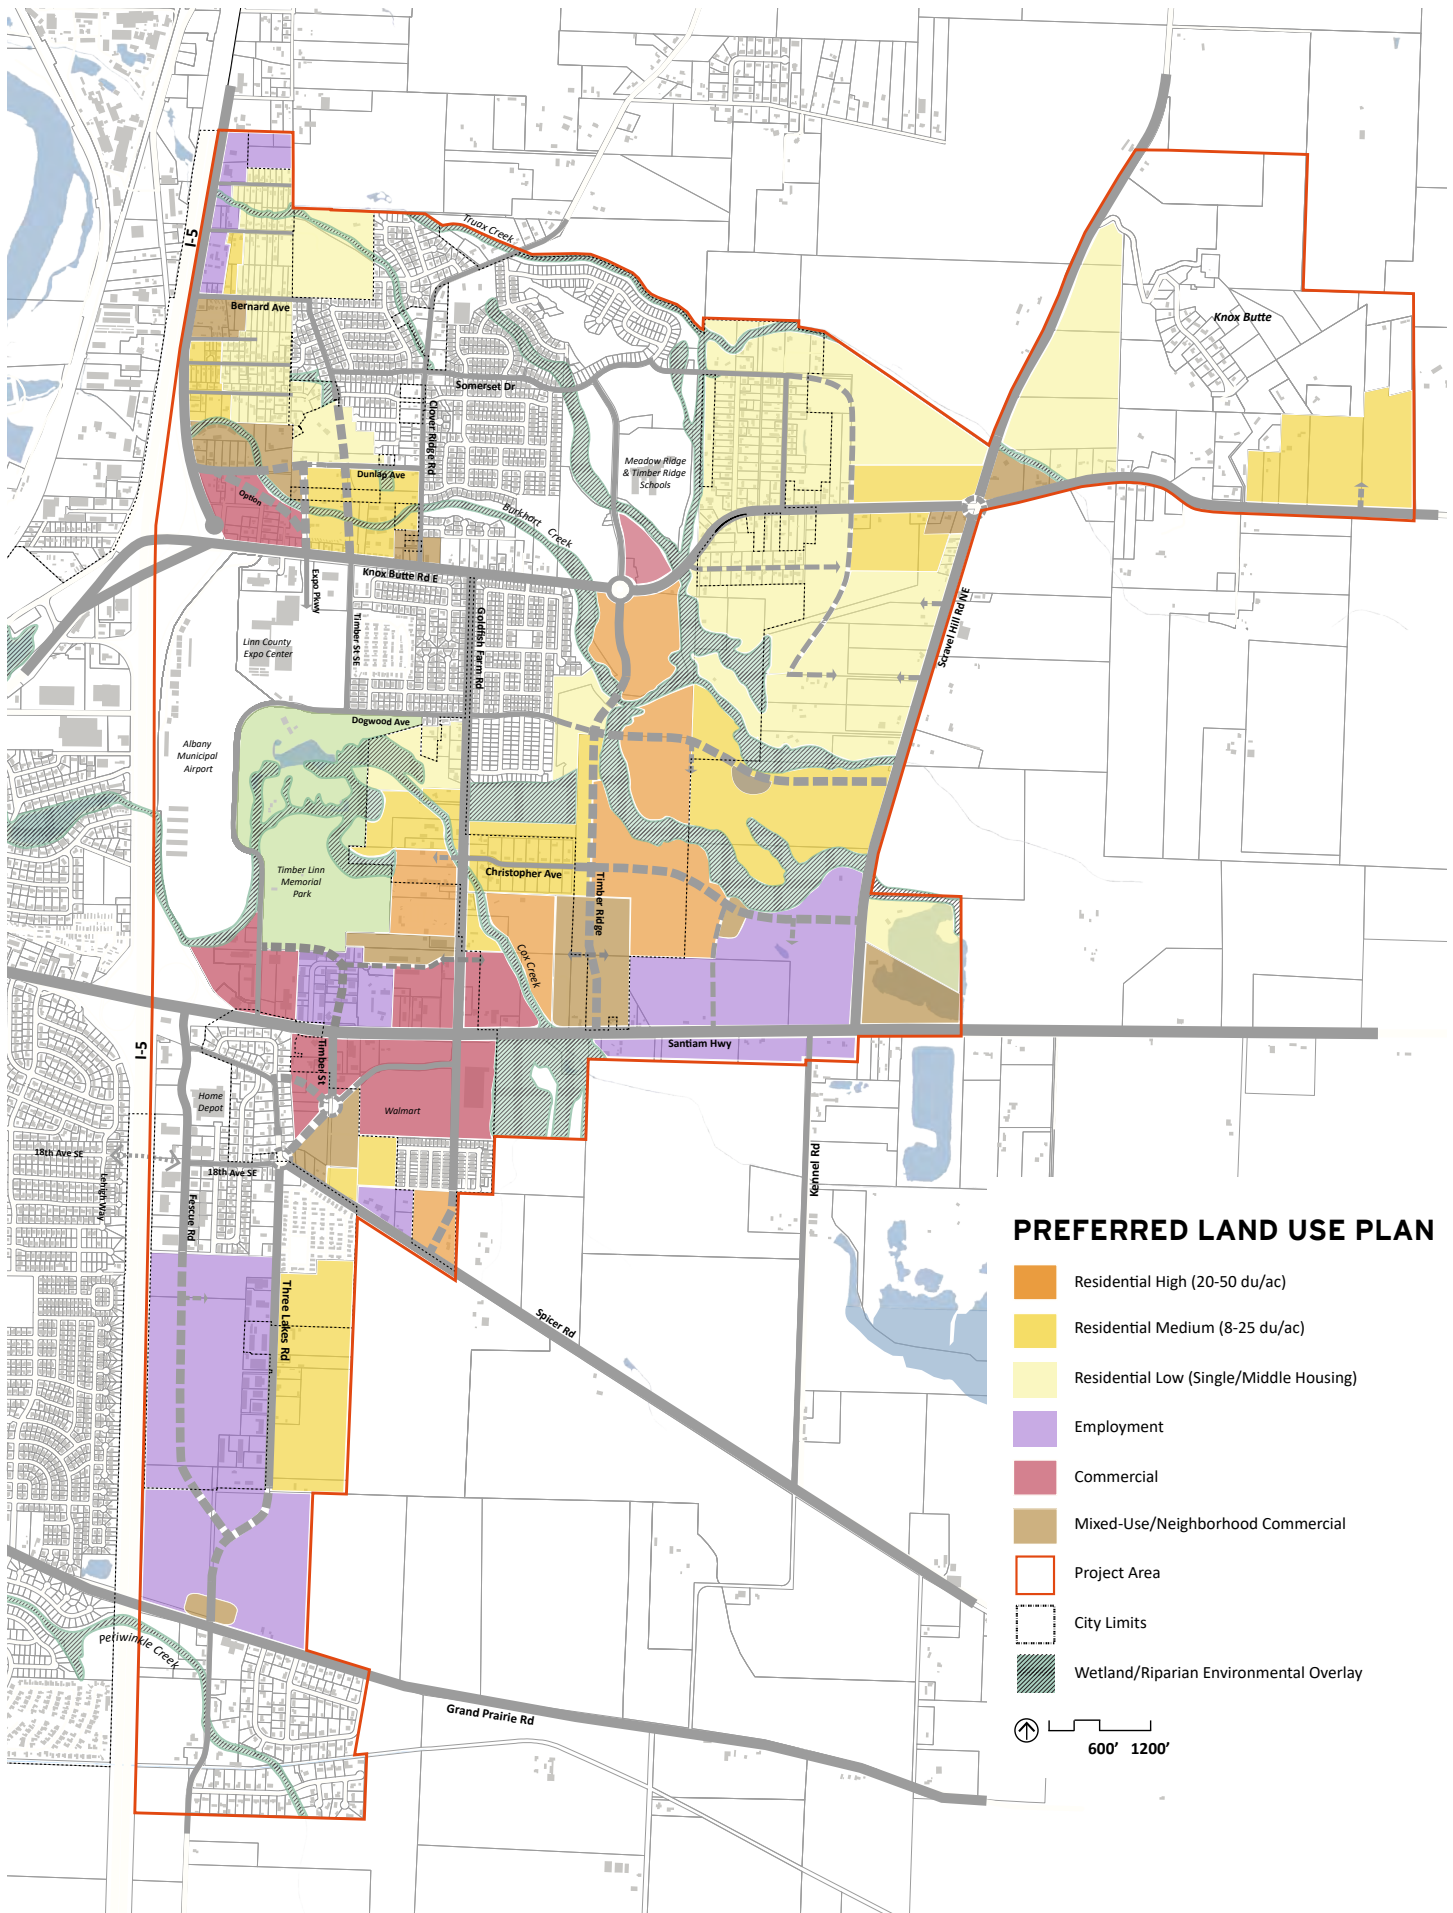 Truax Creek
I-5
Bernard Ave
Knox Butte
Somerset Dr
Clover Ridge Rd
Meadow Ridge
& Timber Ridge
Schools
Dunlap Ave
Option
Burkhart Creek
Knox Butte Rd E
Expo Pkwy
Timber St SE
Goldfish Farm Rd
Scravel Hill Rd NE
Linn County
Expo Center
Dogwood Ave
Albany
Municipal
Airport
Timber Linn
Memorial
Park
Christopher Ave
Timber Ridge
Cox Creek
I-5
Timber St
Santiam Hwy
Home
Depot
Walmart
18th Ave SE
18th Ave SE
Lehigh Way
Fescue Rd
Kennel Rd
Three Lakes Rd
Spicer Rd
Periwinkle Creek
Grand Prairie Rd
PREFERRED LAND USE PLAN
Residential High (20-50 du/ac)
Residential Medium (8-25 du/ac)
Residential Low (Single/Middle Housing)
Employment
Commercial
Mixed-Use/Neighborhood Commercial
Project Area
City Limits
Wetland/Riparian Environmental Overlay
600' 1200'